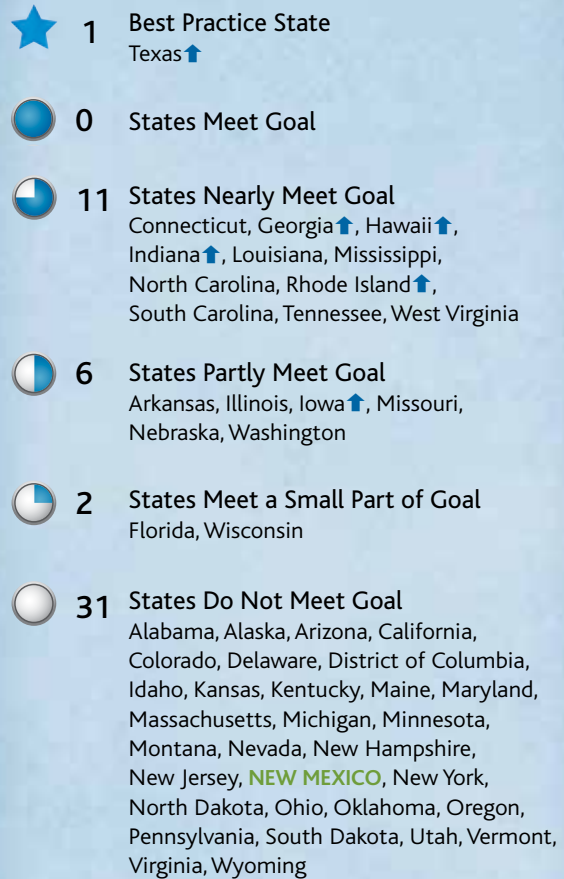 1 Best Practice State
Texas⬆
0 States Meet Goal
11 States Nearly Meet Goal
Connecticut, Georgia⬆, Hawaii⬆,
Indiana⬆, Louisiana, Mississippi,
North Carolina, Rhode Island⬆,
South Carolina, Tennessee, West Virginia
6 States Partly Meet Goal
Arkansas, Illinois, Iowa⬆, Missouri,
Nebraska, Washington
2 States Meet a Small Part of Goal
Florida, Wisconsin
31 States Do Not Meet Goal
Alabama, Alaska, Arizona, California,
Colorado, Delaware, District of Columbia,
Idaho, Kansas, Kentucky, Maine, Maryland,
Massachusetts, Michigan, Minnesota,
Montana, Nevada, New Hampshire,
New Jersey, NEW MEXICO, New York,
North Dakota, Ohio, Oklahoma, Oregon,
Pennsylvania, South Dakota, Utah, Vermont,
Virginia, Wyoming